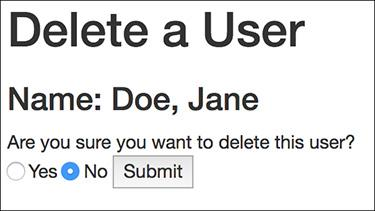 Delete a User
Name: Doe, Jane
Are you sure you want to delete this user?
Yes No Submit